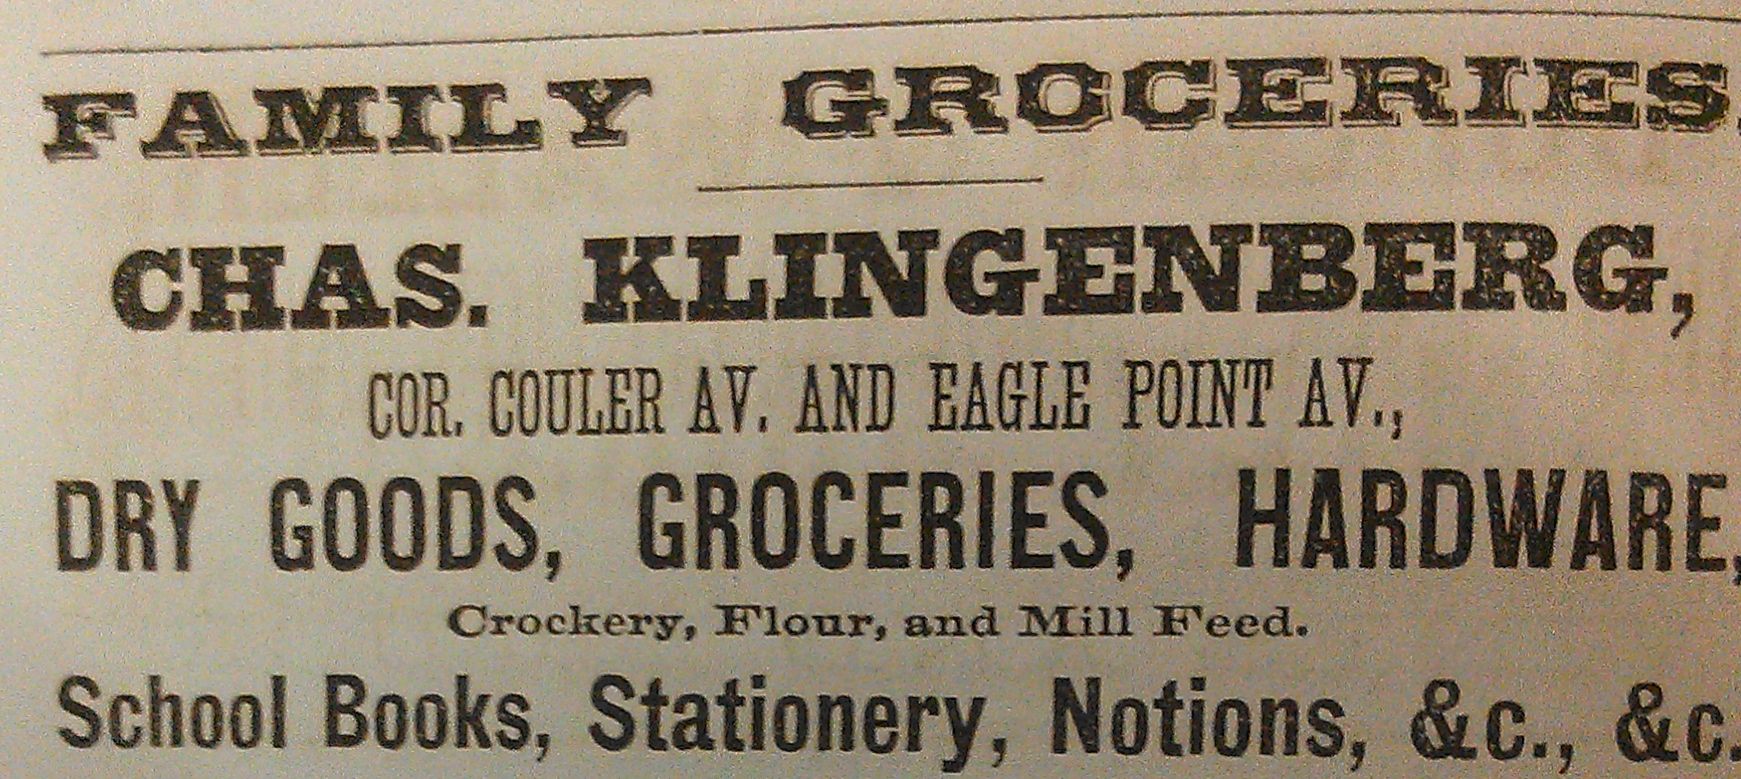 FAMILY GROCERIES.
CHAS. KLINGENBERG,
COR. COULER AV. AND EAGLE POINT AV.,
DRY GOODS, GROCERIES, HARDWARE,
Crockery, Flour, and Mill Feed.
School Books, Stationery, Notions, &c., &c.